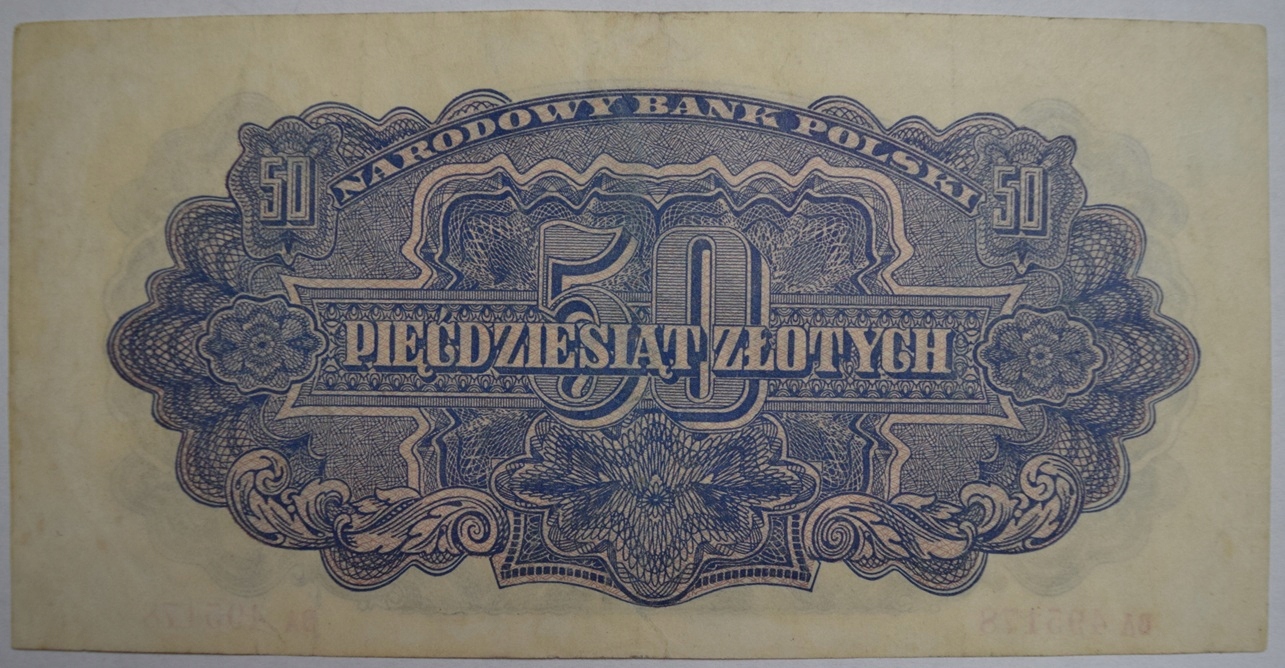 NARODOWY BANK POLSKI
50 50
50
PIĘĆDZIESIĄT ZŁOTYCH